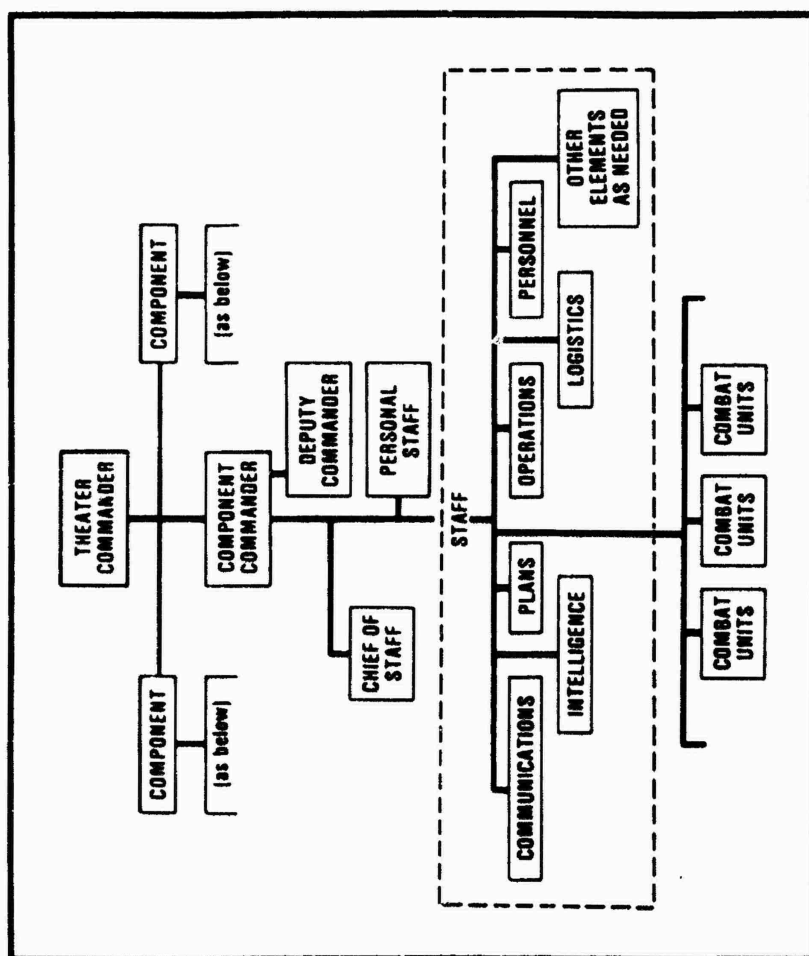 THEATER
COMMANDER
COMPONENT
(as below)
COMPONENT
(as below)
COMPONENT
COMMANDER
DEPUTY
COMMANDER
CHIEF OF
STAFF
PERSONAL
STAFF
STAFF
COMMUNICATIONS
PLANS
OPERATIONS
PERSONNEL
INTELLIGENCE
LOGISTICS
OTHER
ELEMENTS
AS NEEDED
COMBAT
UNITS
COMBAT
UNITS
COMBAT
UNITS